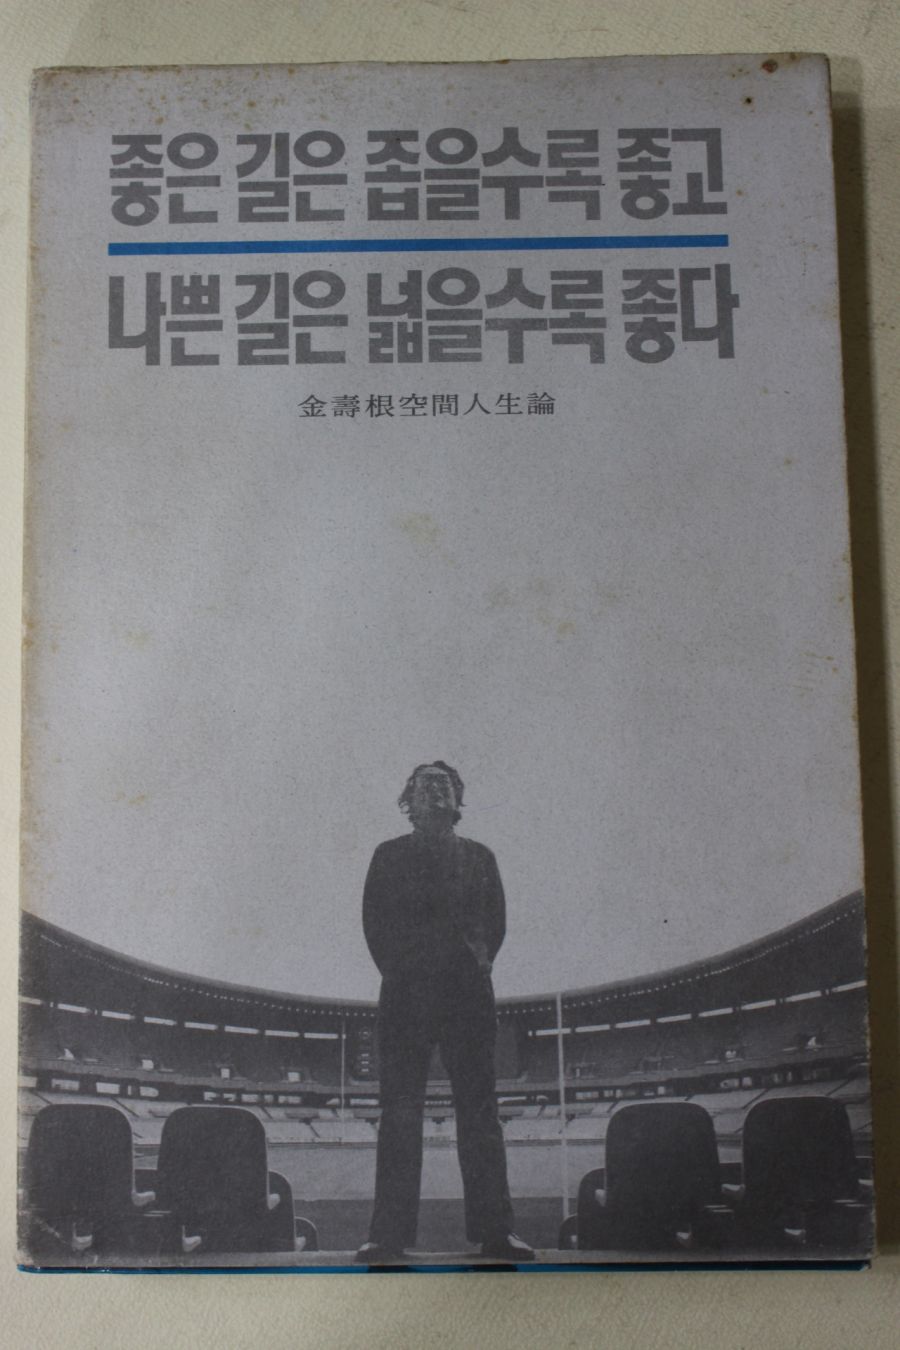 좋은 길은 좁을수록 좋고
나쁜 길은 넓을수록 좋다
金壽根空間人生論